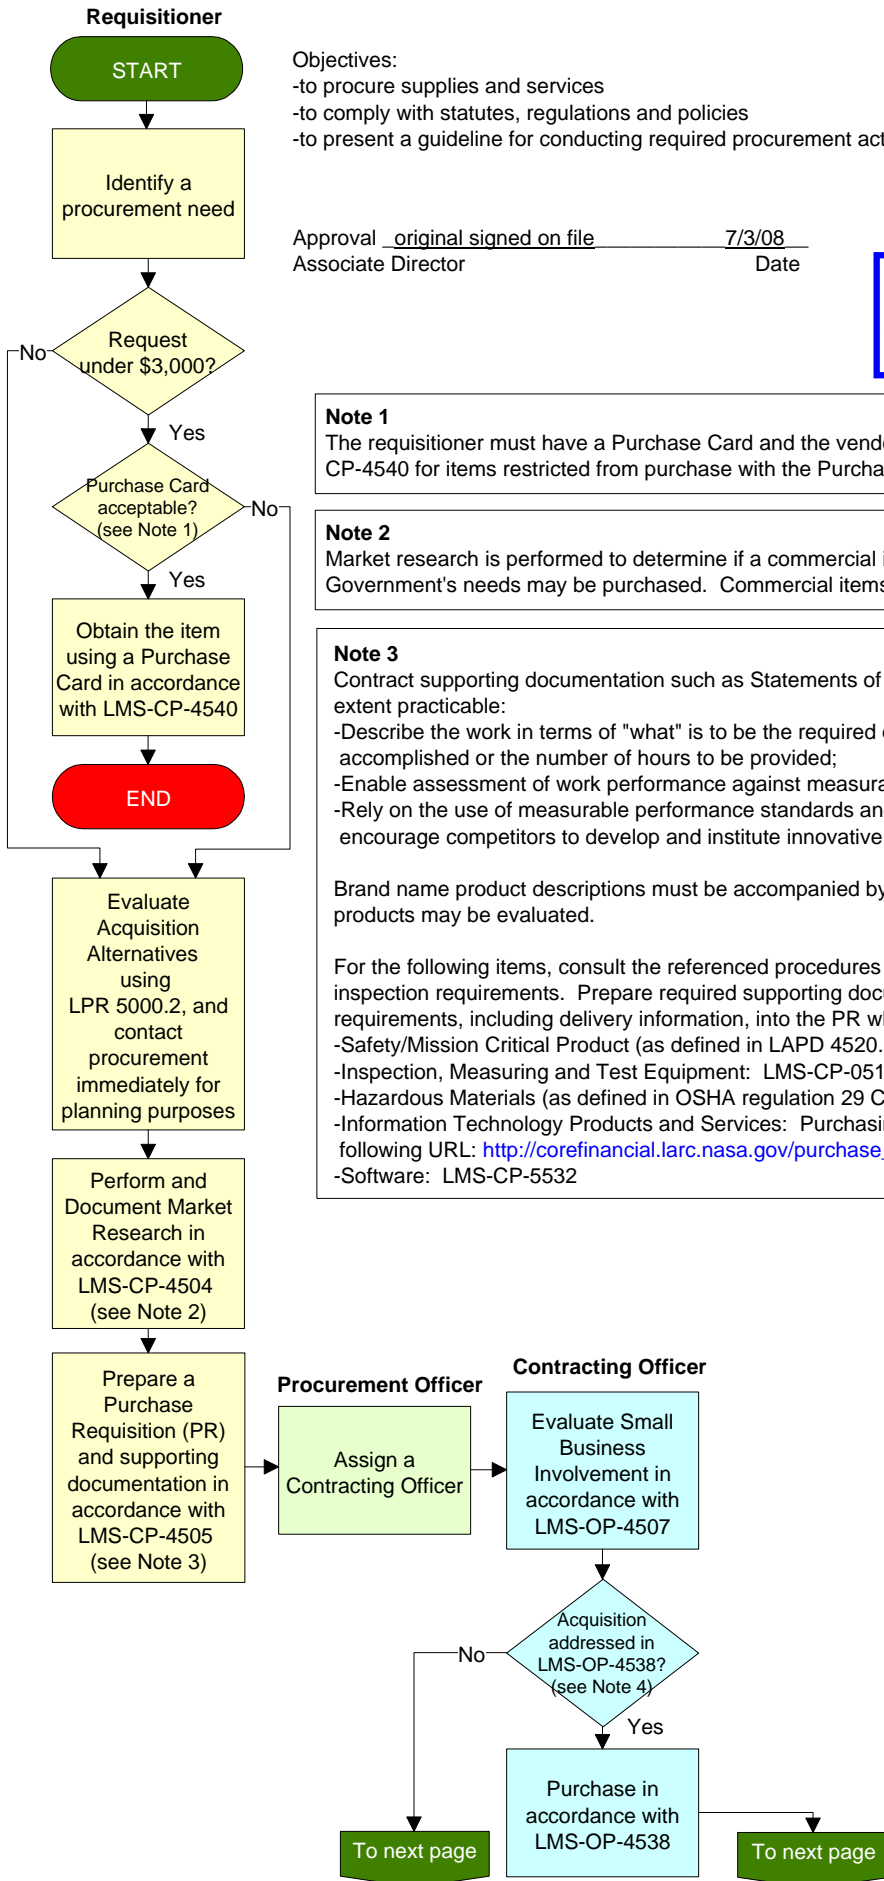 Requisitioner
START
Objectives:
-to procure supplies and services
-to comply with statutes, regulations and policies
-to present a guideline for conducting required procurement act
Identify a
procurement need
Approval original signed on file 7/3/08
Associate Director Date
Request
under $3,000?
No
Yes
Note 1
The requisitioner must have a Purchase Card and the vend
CP-4540 for items restricted from purchase with the Purcha
Purchase Card
acceptable?
(see Note 1)
No
Yes
Note 2
Market research is performed to determine if a commercial i
Government's needs may be purchased.  Commercial items
Obtain the item
using a Purchase
Card in accordance
with LMS-CP-4540
END
Note 3
Contract supporting documentation such as Statements of
extent practicable:
-Describe the work in terms of "what" is to be the required
accomplished or the number of hours to be provided;
-Enable assessment of work performance against measura
-Rely on the use of measurable performance standards an
encourage competitors to develop and institute innovative
Brand name product descriptions must be accompanied by
products may be evaluated.
For the following items, consult the referenced procedures
inspection requirements.  Prepare required supporting docu
requirements, including delivery information, into the PR w
-Safety/Mission Critical Product (as defined in LAPD 4520.
-Inspection, Measuring and Test Equipment:  LMS-CP-051
-Hazardous Materials (as defined in OSHA regulation 29 C
-Information Technology Products and Services:  Purchasin
following URL: http://corefinancial.larc.nasa.gov/purchase_
-Software:  LMS-CP-5532
Evaluate
Acquisition
Alternatives
using
LPR 5000.2, and
contact
procurement
immediately for
planning purposes
Perform and
Document Market
Research in
accordance with
LMS-CP-4504
(see Note 2)
Prepare a
Purchase
Requisition (PR)
and supporting
documentation in
accordance with
LMS-CP-4505
(see Note 3)
Procurement Officer
Assign a
Contracting Officer
Contracting Officer
Evaluate Small
Business
Involvement in
accordance with
LMS-OP-4507
Acquisition
addressed in
LMS-OP-4538?
(see Note 4)
No
Yes
Purchase in
accordance with
LMS-OP-4538
To next page
To next page